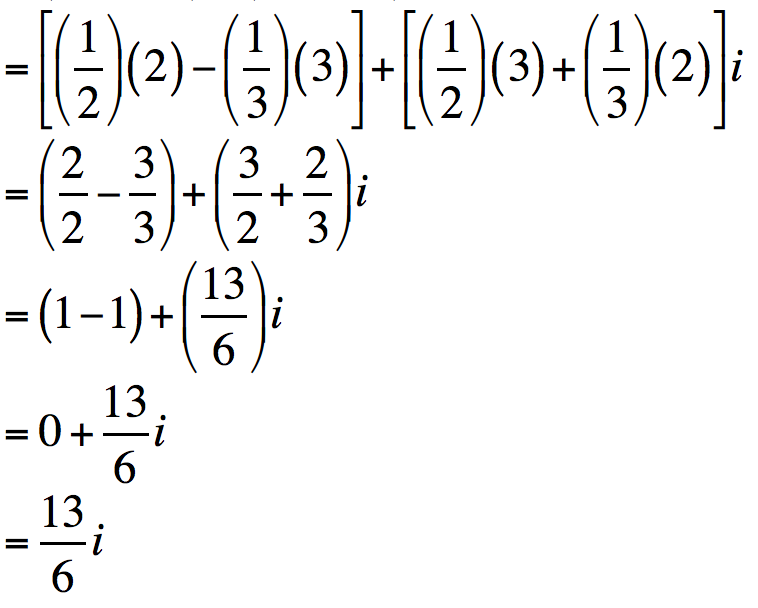 = [(1/2)(2) − (1/3)(3)] + [(1/2)(3) + (1/3)(2)] i
= (2/2 − 3/3) + (3/2 + 2/3) i
= (1 − 1) + (13/6) i
= 0 + 13/6 i
= 13/6 i